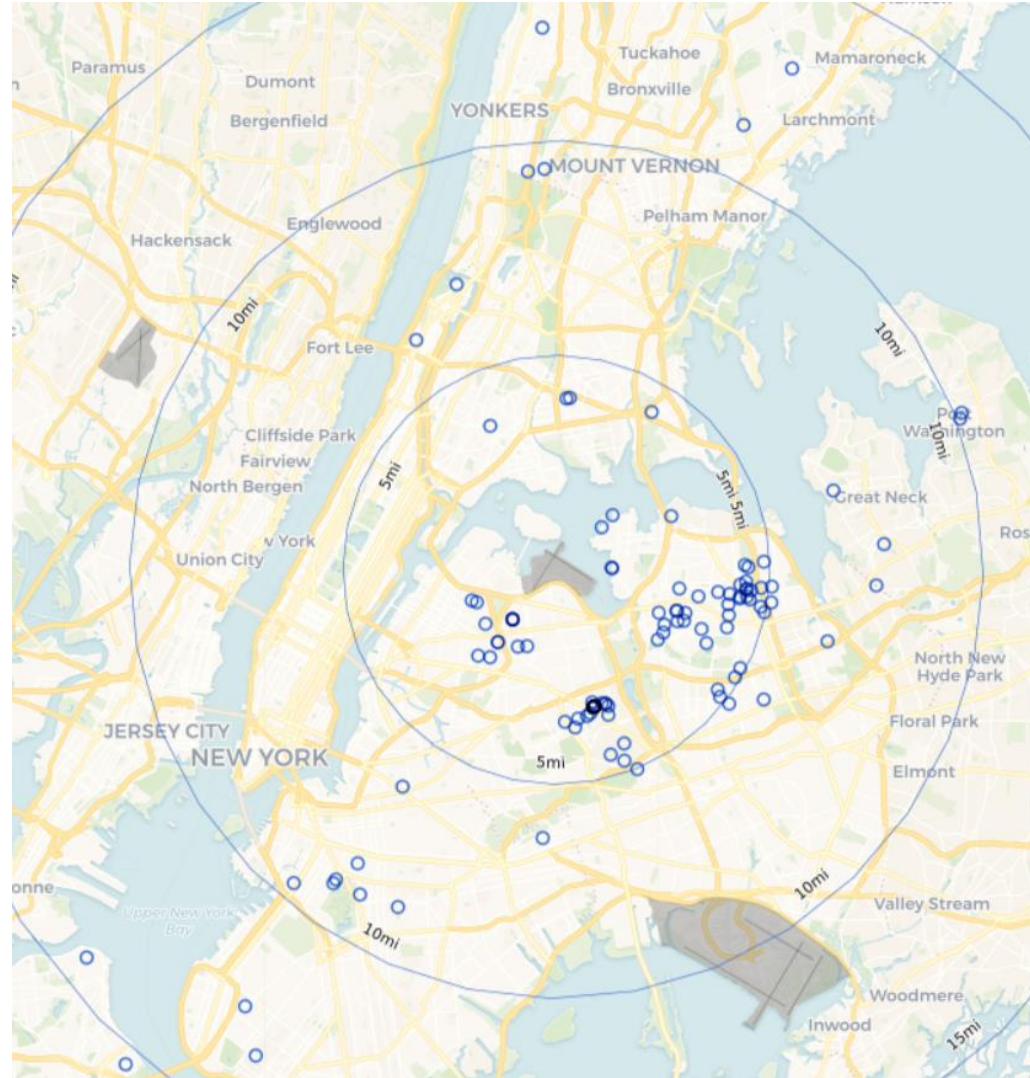 Paramus
Tuckahoe
Mamaroneck
Dumont
Bronxville
Bergenfield
YONKERS
Larchmont
MOUNT VERNON
Englewood
Pelham Manor
Hackensack
10mi
10mi
Fort Lee
Port
Washington
10mi
Cliffside Park
Fairview
5mi
5mi 5mi
North Bergen
Great Neck
w York
Union City
North New
Hyde Park
JERSEY CITY
Floral Park
NEW YORK
5mi
Elmont
10mi
onne
Valley Stream
Upper New York
Bay
10mi
Woodmere
Inwood
15mi